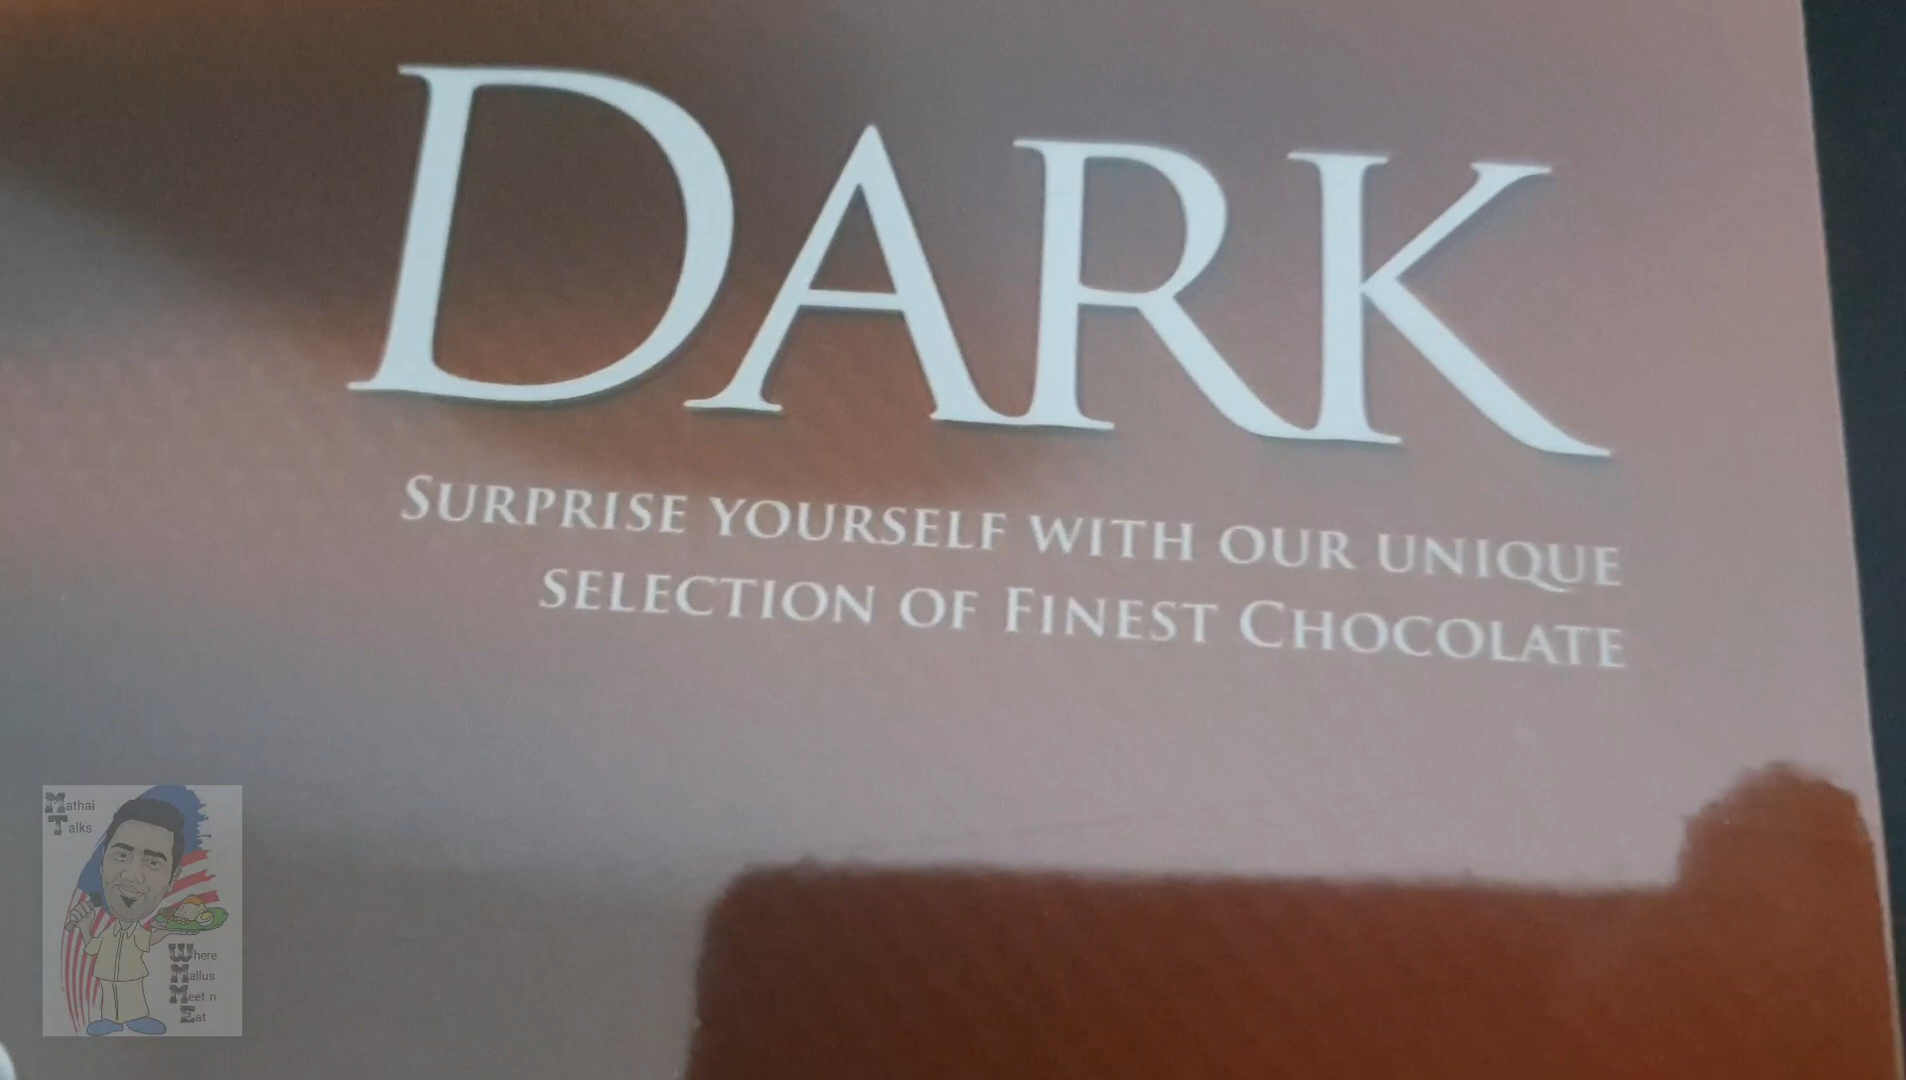 DARK
SURPRISE YOURSELF WITH OUR UNIQUE
SELECTION OF FINEST CHOCOLATE
Mathai
Talks
Where
Mallus
Meet n
Eat